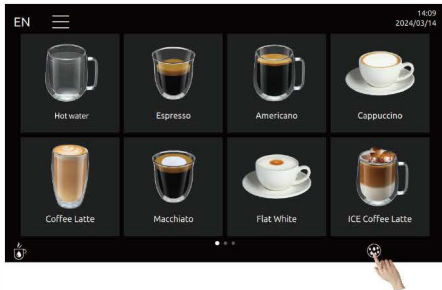 EN
14:09
2024/03/14
Hot water
Espresso
Americano
Cappuccino
Coffee Latte
Macchiato
Flat White
ICE Coffee Latte